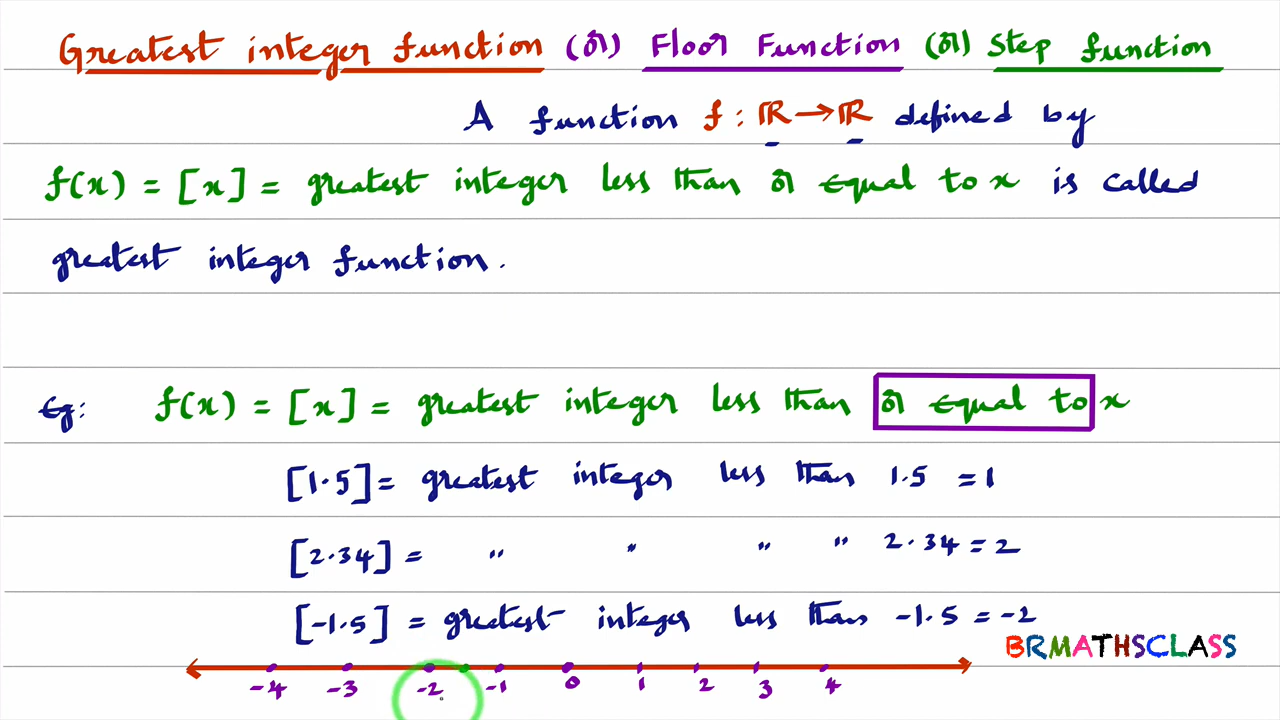 Greatest integer function (or) Floor Function (or) Step function
A function f : ℝ → ℝ defined by
f(x) = [x] = greatest integer less than or equal to x is called
greatest integer function.
Eg: f(x) = [x] = greatest integer less than or equal to x
[1.5] = greatest integer less than 1.5 = 1
[2.34] = " " " " 2.34 = 2
[-1.5] = greatest integer less than -1.5 = -2
BRMATHSCLASS
-4 -3 -2 -1 0 1 2 3 4